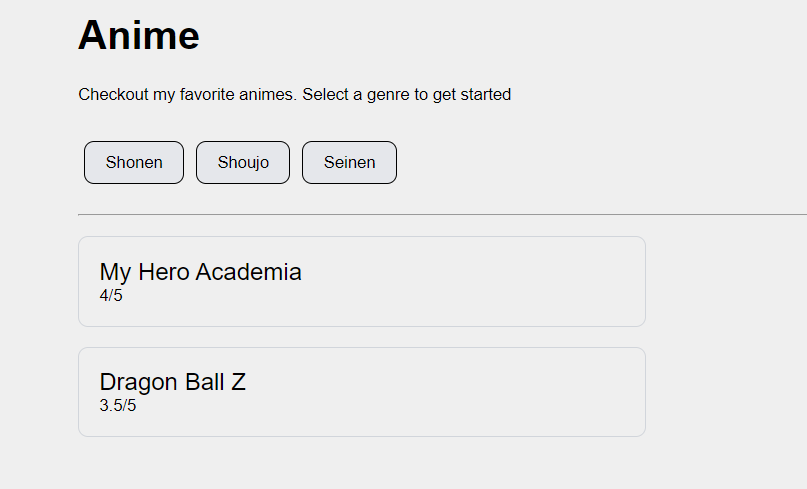 Anime
Checkout my favorite animes. Select a genre to get started
Shonen Shoujo Seinen
My Hero Academia
4/5
Dragon Ball Z
3.5/5